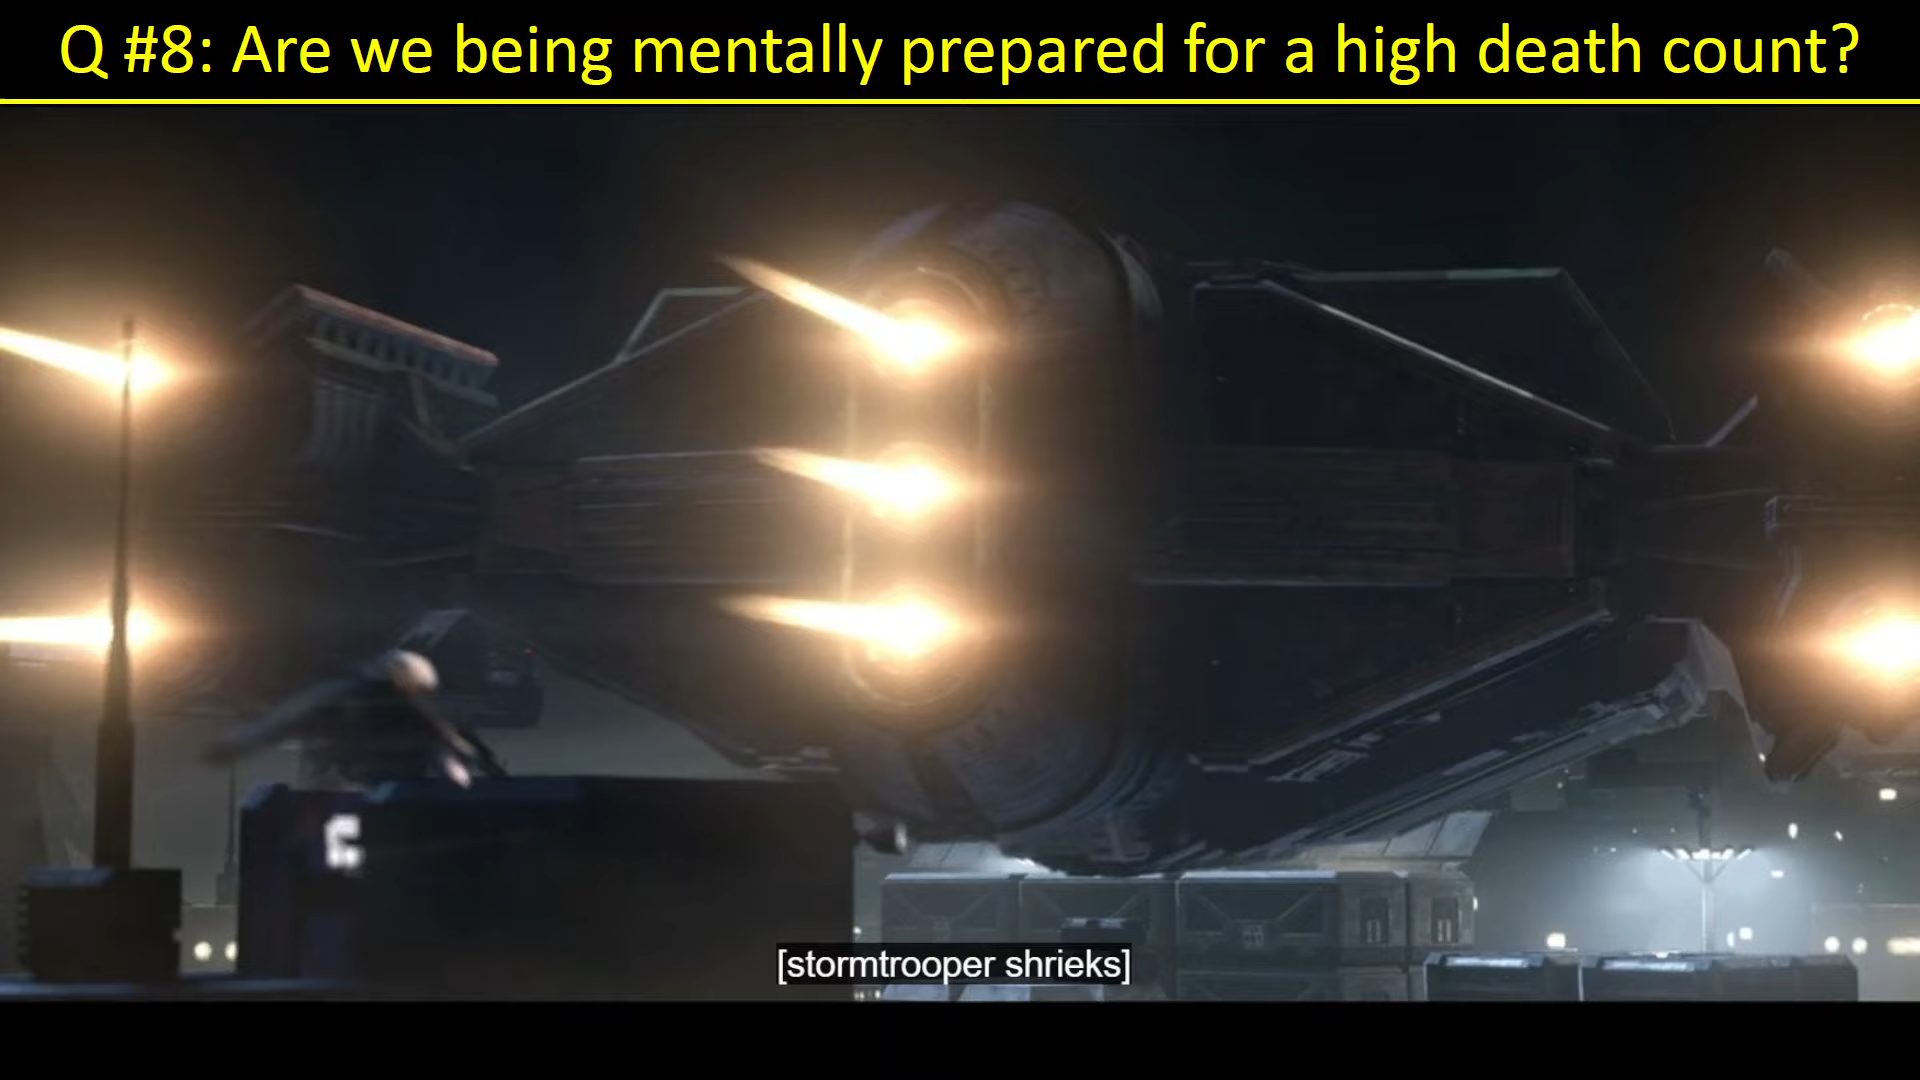 Q #8: Are we being mentally prepared for a high death count?
[stormtrooper shrieks]